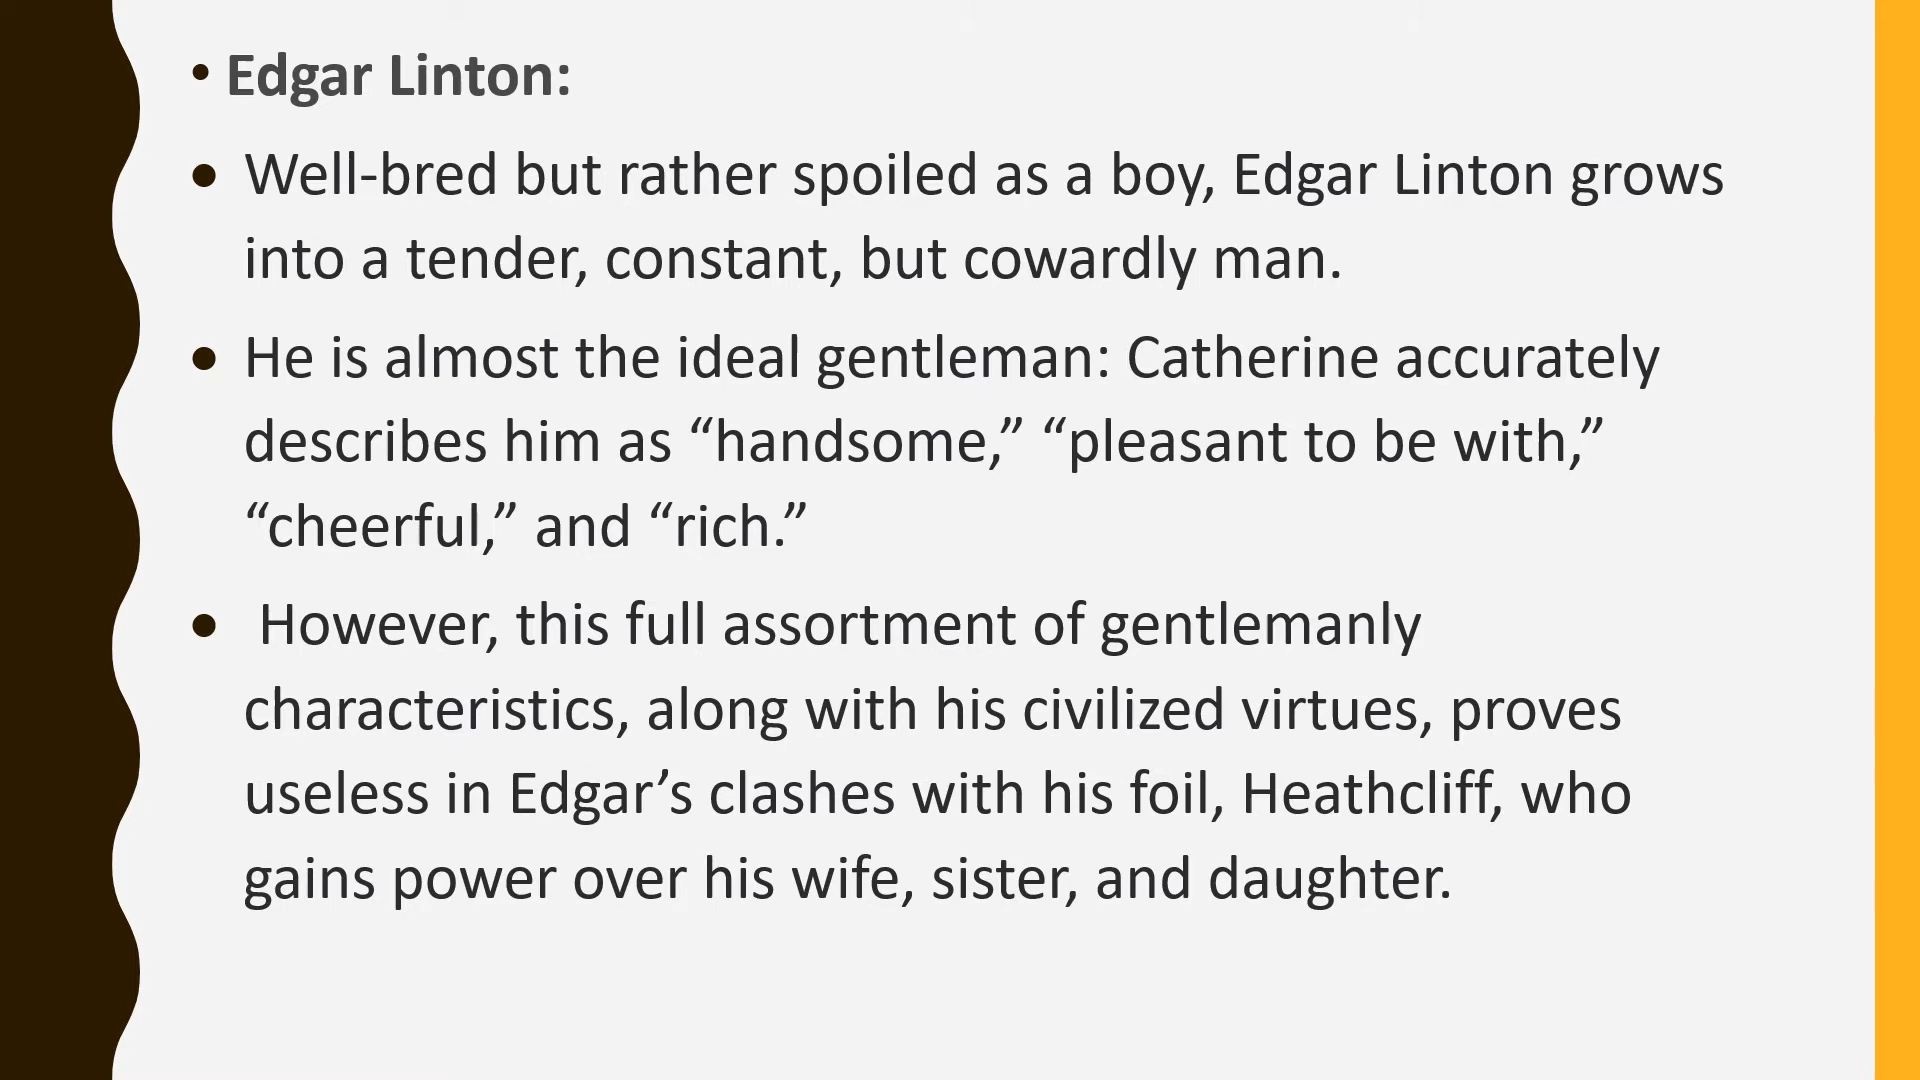 • Edgar Linton:
• Well-bred but rather spoiled as a boy, Edgar Linton grows
into a tender, constant, but cowardly man.
• He is almost the ideal gentleman: Catherine accurately
describes him as “handsome,” “pleasant to be with,”
“cheerful,” and “rich.”
• However, this full assortment of gentlemanly
characteristics, along with his civilized virtues, proves
useless in Edgar’s clashes with his foil, Heathcliff, who
gains power over his wife, sister, and daughter.